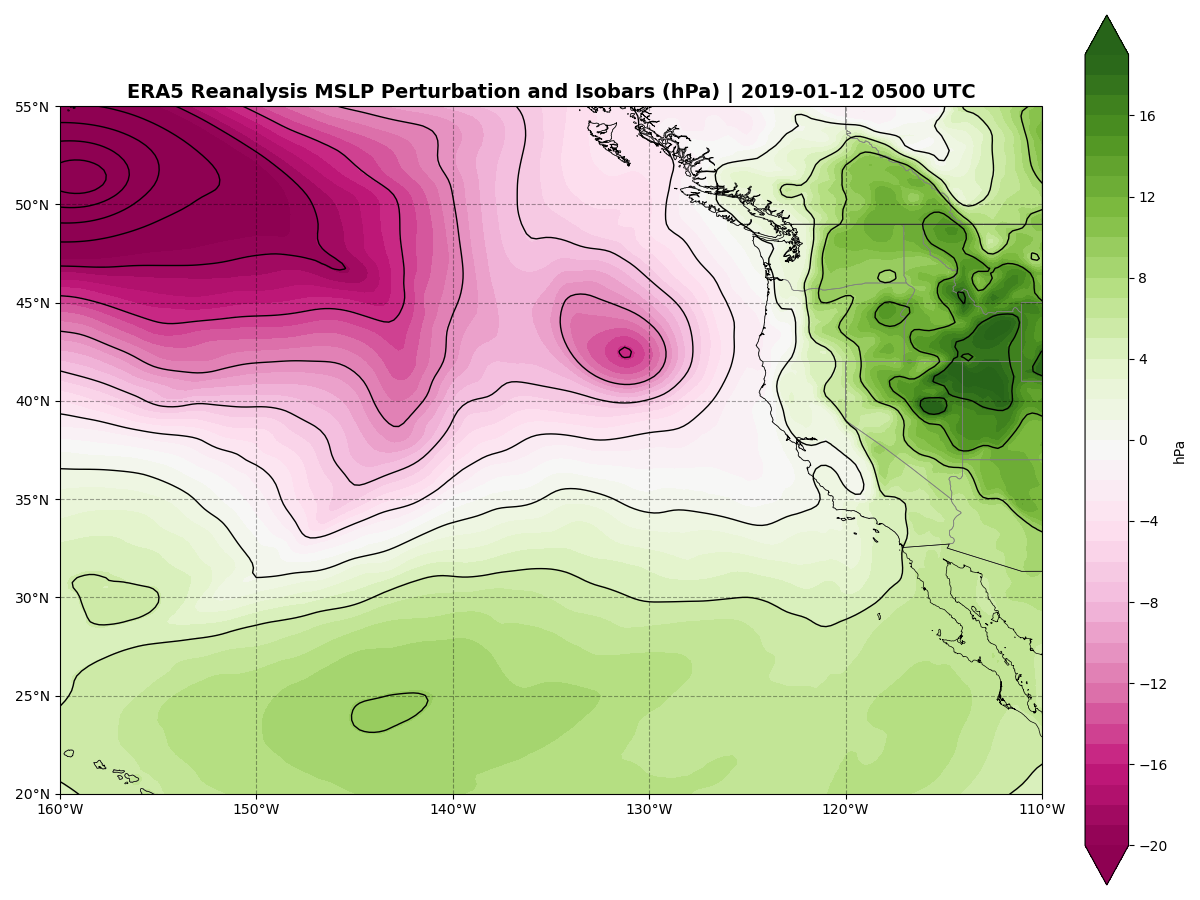 ERA5 Reanalysis MSLP Perturbation and Isobars (hPa) | 2019-01-12 0500 UTC
55°N
50°N
45°N
40°N
35°N
30°N
25°N
20°N
160°W 150°W 140°W 130°W 120°W 110°W
16
12
8
4
0
−4
−8
−12
−16
−20
hPa